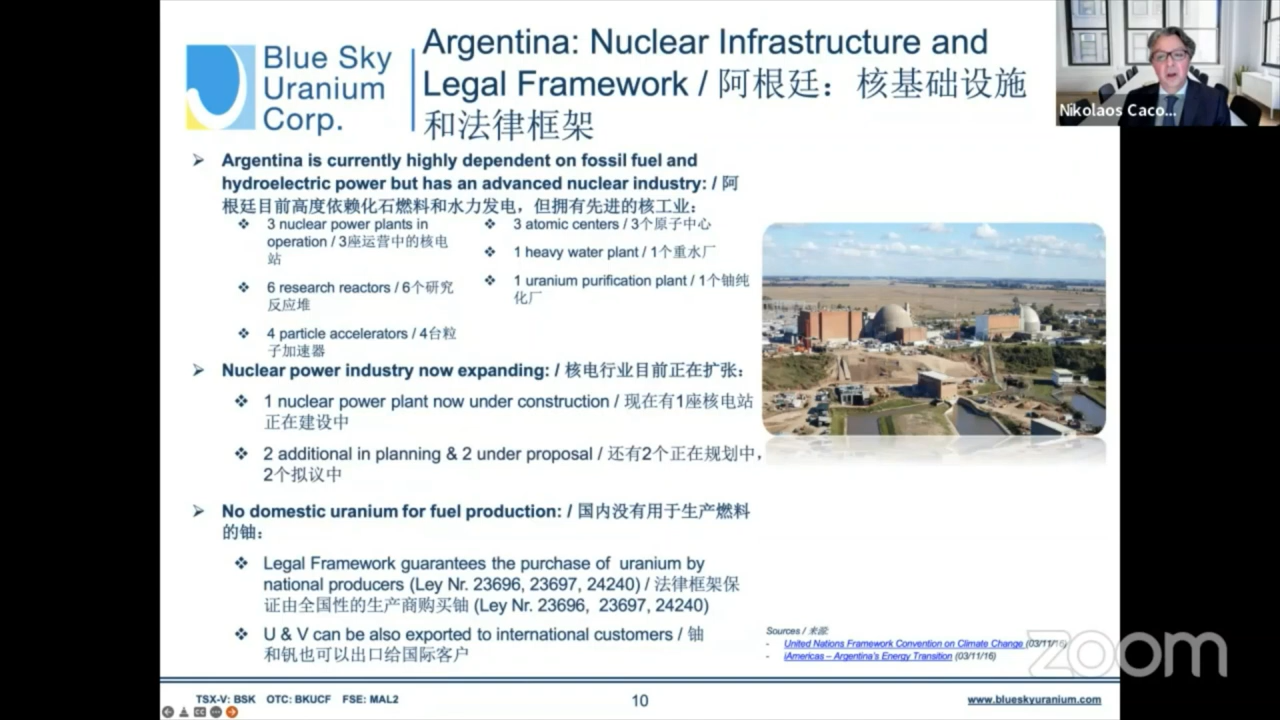 Blue Sky
Uranium
Corp.
Argentina: Nuclear Infrastructure and
Legal Framework / 阿根廷：核基础设施
和法律框架
Nikolaos Caco...
Argentina is currently highly dependent on fossil fuel and
hydroelectric power but has an advanced nuclear industry: / 阿
根廷目前高度依赖化石燃料和水力发电，但拥有先进的核工业：
3 nuclear power plants in
operation / 3座运营中的核电
站
6 research reactors / 6个研究
反应堆
4 particle accelerators / 4台粒
子加速器
3 atomic centers / 3个原子中心
1 heavy water plant / 1个重水厂
1 uranium purification plant / 1个铀纯
化厂
Nuclear power industry now expanding: / 核电行业目前正在扩张：
1 nuclear power plant now under construction / 现在有1座核电站
正在建设中
2 additional in planning & 2 under proposal / 还有2个正在规划中，
2个拟议中
No domestic uranium for fuel production: / 国内没有用于生产燃料
的铀：
Legal Framework guarantees the purchase of uranium by
national producers (Ley Nr. 23696, 23697, 24240) / 法律框架保
证由全国性的生产商购买铀 (Ley Nr. 23696, 23697, 24240)
U & V can be also exported to international customers / 铀
和钒也可以出口给国际客户
Sources / 来源:
- United Nations Framework Convention on Climate Change (03/11/16)
- iAmericas – Argentina's Energy Transition (03/11/16)
zoom
TSX-V: BSK OTC: BKUCF FSE: MAL2
10
www.blueskyuranium.com
CC